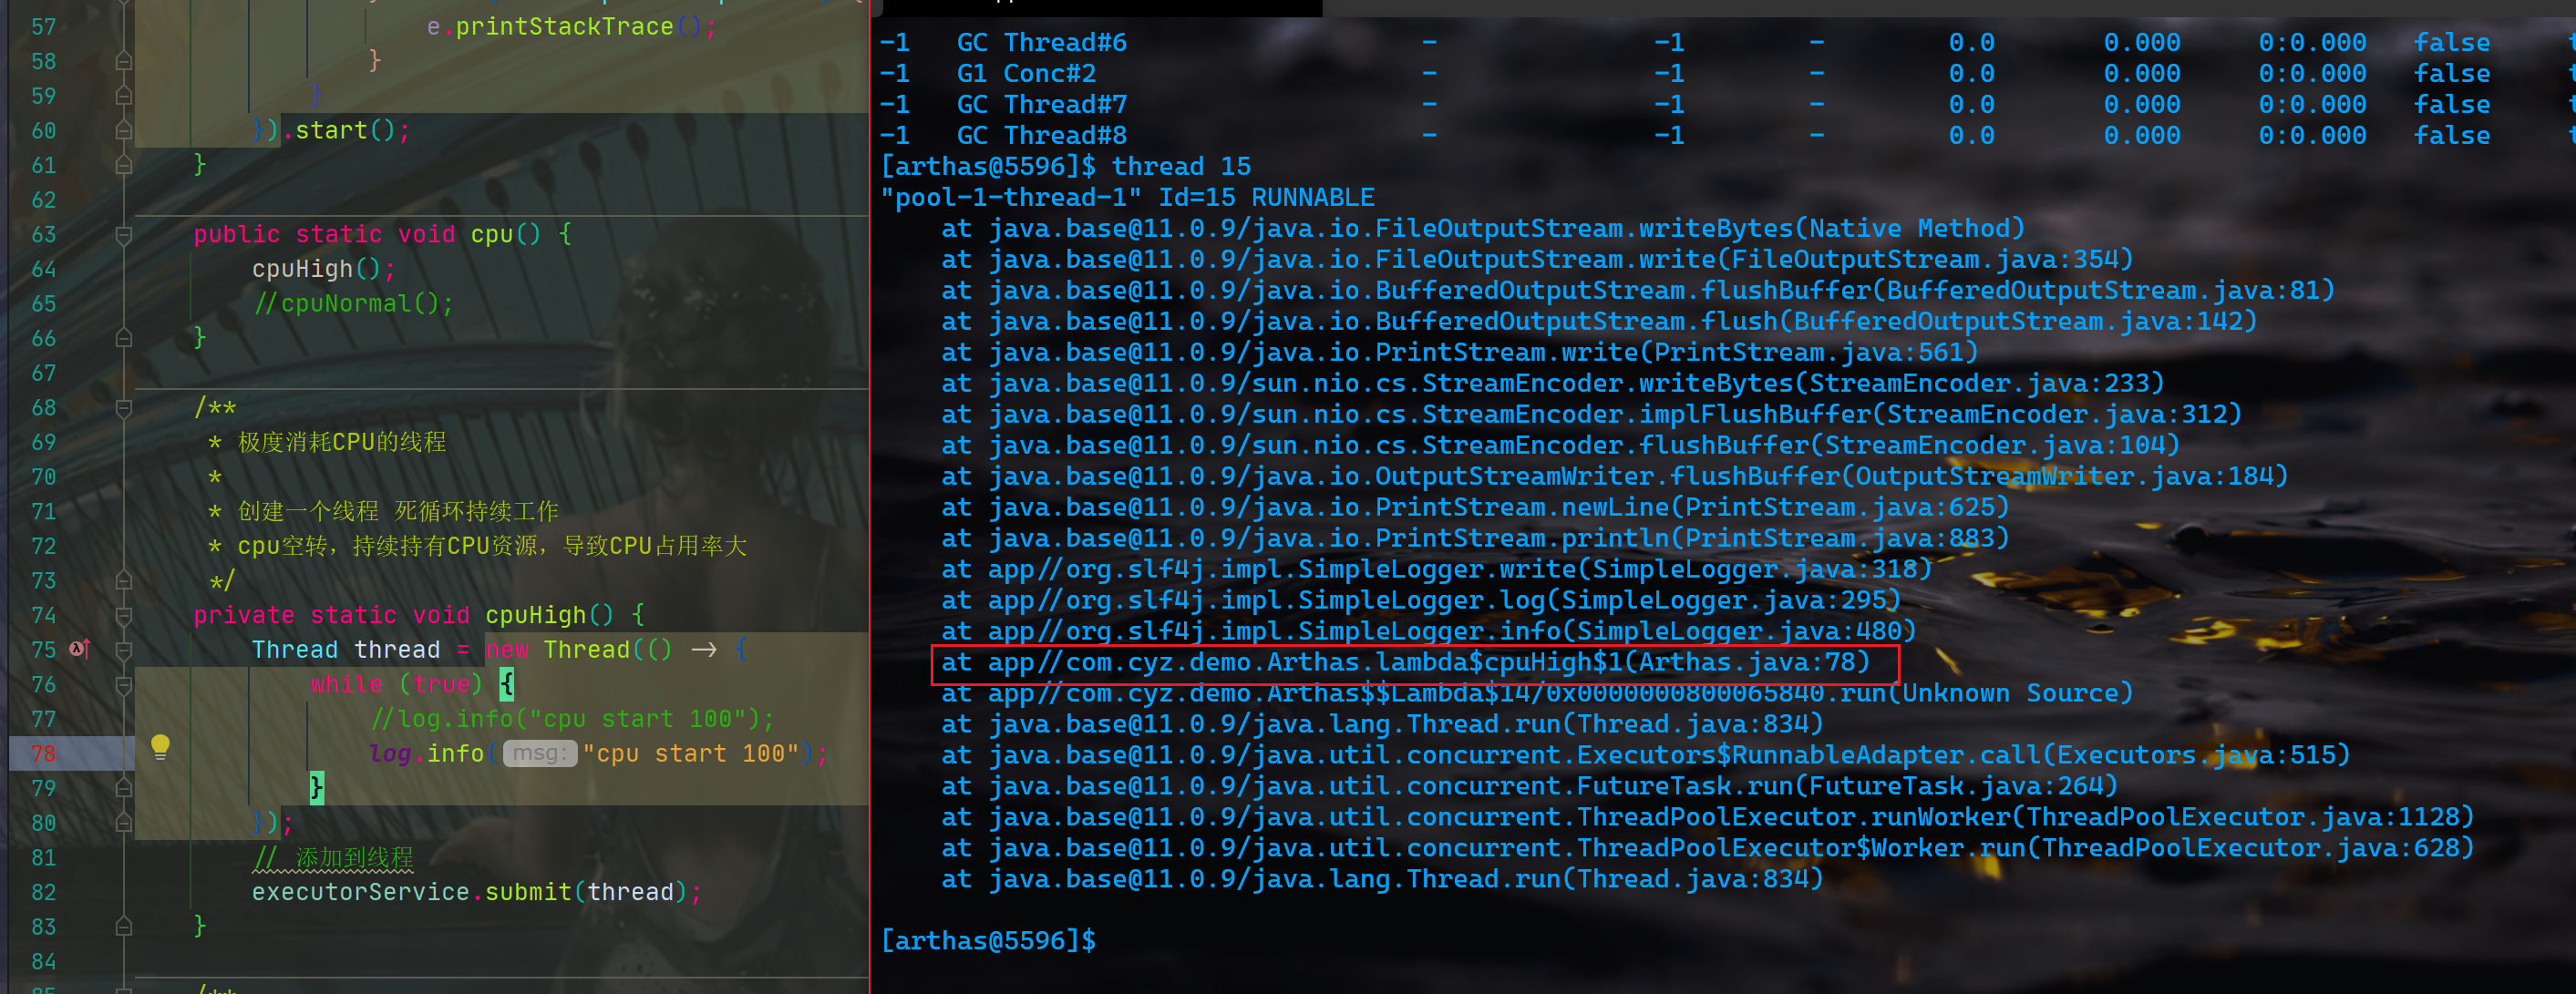 57 e.printStackTrace();
58 }
59 }
60 }).start();
61 }
62
63 public static void cpu() {
64 cpuHigh();
65 //cpuNormal();
66 }
67
68 /**
69 * 极度消耗CPU的线程
70 *
71 * 创建一个线程 死循环持续工作
72 * cpu空转，持续持有CPU资源，导致CPU占用率大
73 */
74 private static void cpuHigh() {
75 Thread thread = new Thread(() -> {
76 while (true) {
77 //log.info("cpu start 100");
78 log.info( msg: "cpu start 100");
79 }
80 });
81 // 添加到线程
82 executorService.submit(thread);
83 }
84
85 /**
-1 GC Thread#6 - -1 - 0.0 0.000 0:0.000 false
-1 G1 Conc#2 - -1 - 0.0 0.000 0:0.000 false
-1 GC Thread#7 - -1 - 0.0 0.000 0:0.000 false
-1 GC Thread#8 - -1 - 0.0 0.000 0:0.000 false
[arthas@5596]$ thread 15
"pool-1-thread-1" Id=15 RUNNABLE
at java.base@11.0.9/java.io.FileOutputStream.writeBytes(Native Method)
at java.base@11.0.9/java.io.FileOutputStream.write(FileOutputStream.java:354)
at java.base@11.0.9/java.io.BufferedOutputStream.flushBuffer(BufferedOutputStream.java:81)
at java.base@11.0.9/java.io.BufferedOutputStream.flush(BufferedOutputStream.java:142)
at java.base@11.0.9/java.io.PrintStream.write(PrintStream.java:561)
at java.base@11.0.9/sun.nio.cs.StreamEncoder.writeBytes(StreamEncoder.java:233)
at java.base@11.0.9/sun.nio.cs.StreamEncoder.implFlushBuffer(StreamEncoder.java:312)
at java.base@11.0.9/sun.nio.cs.StreamEncoder.flushBuffer(StreamEncoder.java:104)
at java.base@11.0.9/java.io.OutputStreamWriter.flushBuffer(OutputStreamWriter.java:184)
at java.base@11.0.9/java.io.PrintStream.newLine(PrintStream.java:625)
at java.base@11.0.9/java.io.PrintStream.println(PrintStream.java:883)
at app//org.slf4j.impl.SimpleLogger.write(SimpleLogger.java:318)
at app//org.slf4j.impl.SimpleLogger.log(SimpleLogger.java:295)
at app//org.slf4j.impl.SimpleLogger.info(SimpleLogger.java:480)
at app//com.cyz.demo.Arthas.lambda$cpuHigh$1(Arthas.java:78)
at app//com.cyz.demo.Arthas$$Lambda$14/0x0000000800065840.run(Unknown Source)
at java.base@11.0.9/java.lang.Thread.run(Thread.java:834)
at java.base@11.0.9/java.util.concurrent.Executors$RunnableAdapter.call(Executors.java:515)
at java.base@11.0.9/java.util.concurrent.FutureTask.run(FutureTask.java:264)
at java.base@11.0.9/java.util.concurrent.ThreadPoolExecutor.runWorker(ThreadPoolExecutor.java:1128)
at java.base@11.0.9/java.util.concurrent.ThreadPoolExecutor$Worker.run(ThreadPoolExecutor.java:628)
at java.base@11.0.9/java.lang.Thread.run(Thread.java:834)
[arthas@5596]$